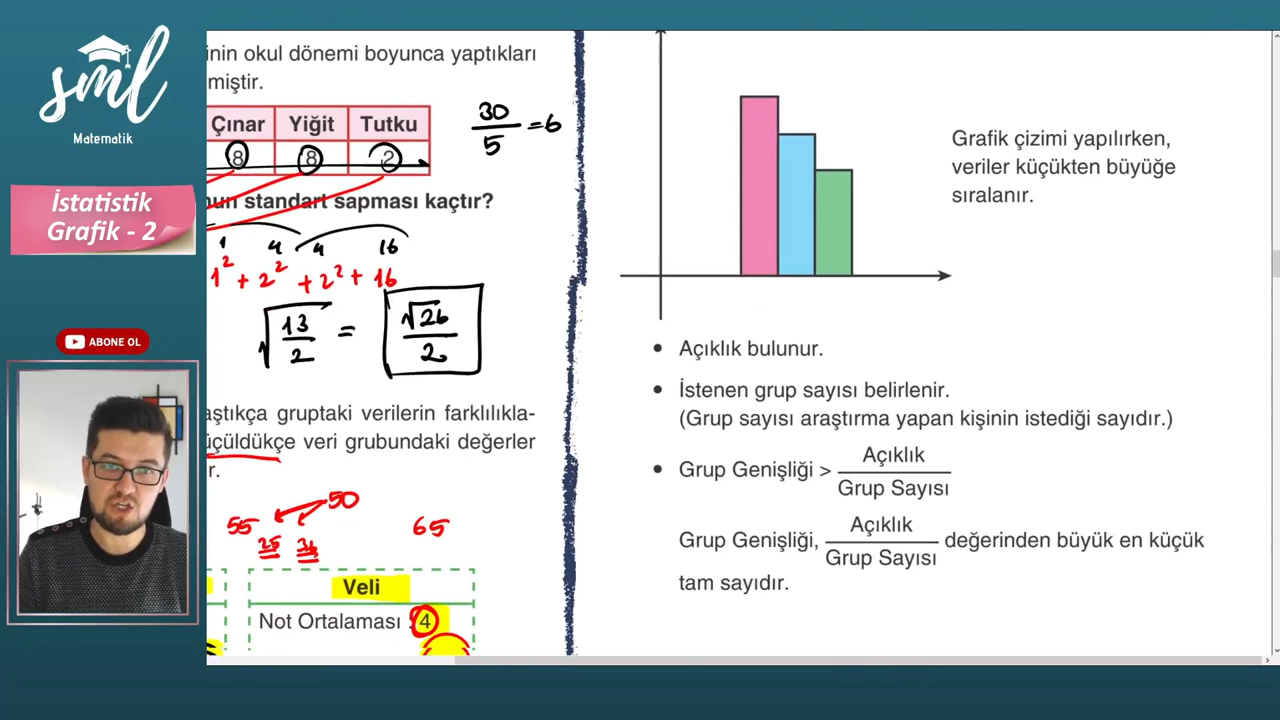 sml
Matematik
İstatistik
Grafik - 2
ABONE OL
inin okul dönemi boyunca yaptıkları
miştir.
Çınar Yiğit Tutku
8 8 2
30/5 = 6
nun standart sapması kaçtır?
1 4 4 16
1² + 2² + 2² + 16
√13/2 = √26/2
aştıkça gruptaki verilerin farklılıkla-
üçüldükçe veri grubundaki değerler
r.
50
55 65
25 36
Veli
Not Ortalaması : 4
Grafik çizimi yapılırken,
veriler küçükten büyüğe
sıralanır.
• Açıklık bulunur.
• İstenen grup sayısı belirlenir.
(Grup sayısı araştırma yapan kişinin istediği sayıdır.)
• Grup Genişliği > Açıklık / Grup Sayısı
Grup Genişliği, Açıklık / Grup Sayısı değerinden büyük en küçük
tam sayıdır.